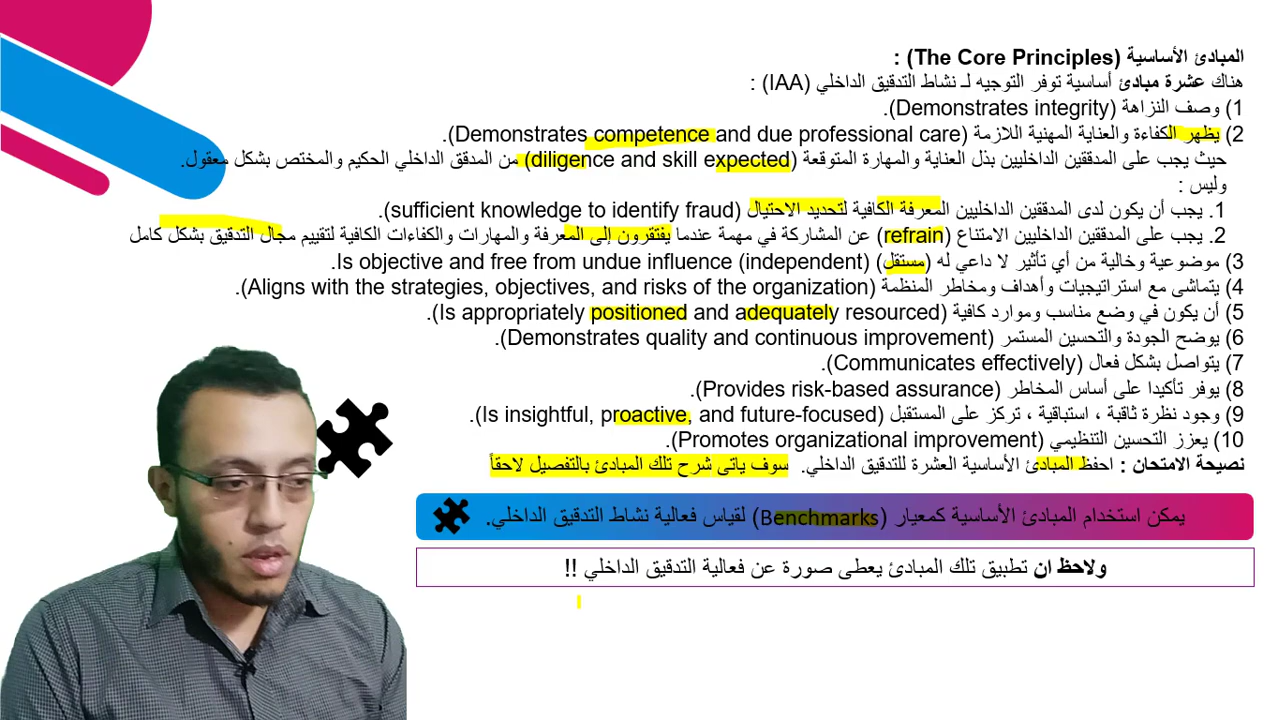 المبادئ الأساسية (The Core Principles) :
هناك عشرة مبادئ أساسية توفر التوجيه لـ نشاط التدقيق الداخلي (IAA) :
1) وصف النزاهة (Demonstrates integrity).
2) يظهر الكفاءة والعناية المهنية اللازمة (Demonstrates competence and due professional care).
حيث يجب على المدققين الداخليين بذل العناية والمهارة المتوقعة (diligence and skill expected) من المدقق الداخلي الحكيم والمختص بشكل معقول.
وليس :
1. يجب أن يكون لدى المدققين الداخليين المعرفة الكافية لتحديد الاحتيال (sufficient knowledge to identify fraud).
2. يجب على المدققين الداخليين الامتناع (refrain) عن المشاركة في مهمة عندما يفتقرون إلى المعرفة والمهارات والكفاءات الكافية لتقييم مجال التدقيق بشكل كامل
3) موضوعية وخالية من أي تأثير لا داعي له (مستقل) Is objective and free from undue influence (independent).
4) يتماشى مع استراتيجيات وأهداف ومخاطر المنظمة (Aligns with the strategies, objectives, and risks of the organization).
5) أن يكون في وضع مناسب وموارد كافية (Is appropriately positioned and adequately resourced).
6) يوضح الجودة والتحسين المستمر (Demonstrates quality and continuous improvement).
7) يتواصل بشكل فعال (Communicates effectively).
8) يوفر تأكيدا على أساس المخاطر (Provides risk-based assurance).
9) وجود نظرة ثاقبة ، استباقية ، تركز على المستقبل (Is insightful, proactive, and future-focused).
10) يعزز التحسين التنظيمي (Promotes organizational improvement).
نصيحة الامتحان : احفظ المبادئ الأساسية العشرة للتدقيق الداخلي. سوف ياتى شرح تلك المبادئ بالتفصيل لاحقاً
يمكن استخدام المبادئ الأساسية كمعيار (Benchmarks) لقياس فعالية نشاط التدقيق الداخلي.
ولاحظ ان تطبيق تلك المبادئ يعطى صورة عن فعالية التدقيق الداخلي !!